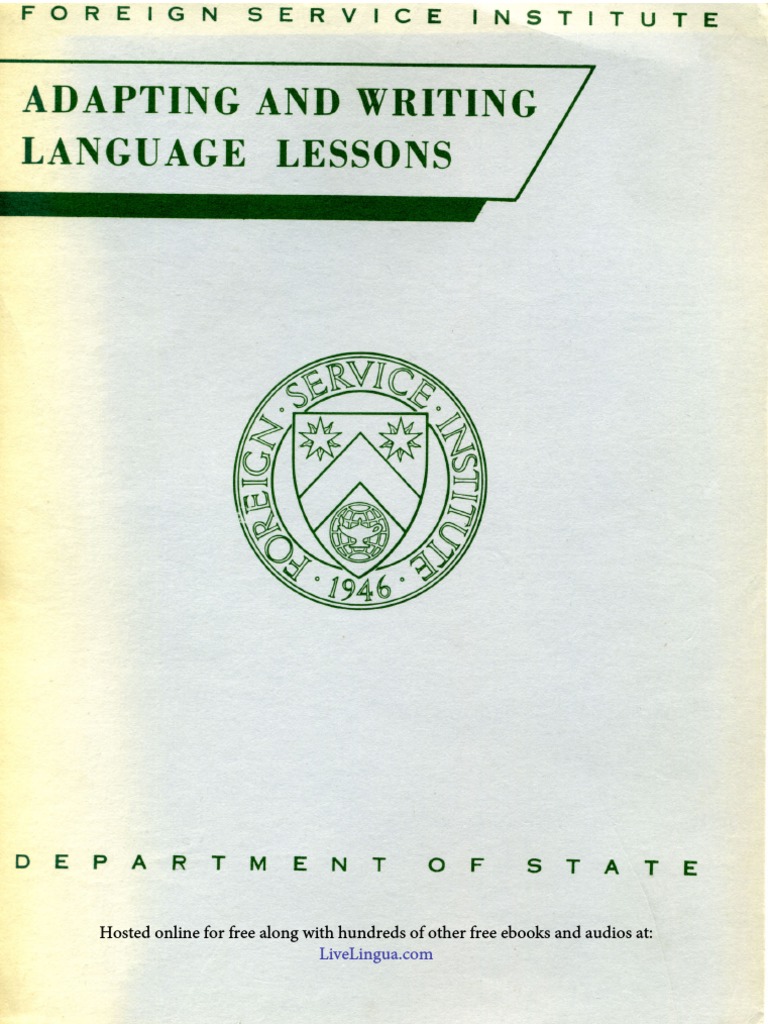 FOREIGN SERVICE INSTITUTE
ADAPTING AND WRITING
LANGUAGE LESSONS
FOREIGN · SERVICE · INSTITUTE
· 1946 ·
DEPARTMENT OF STATE
Hosted online for free along with hundreds of other free ebooks and audios at:
LiveLingua.com